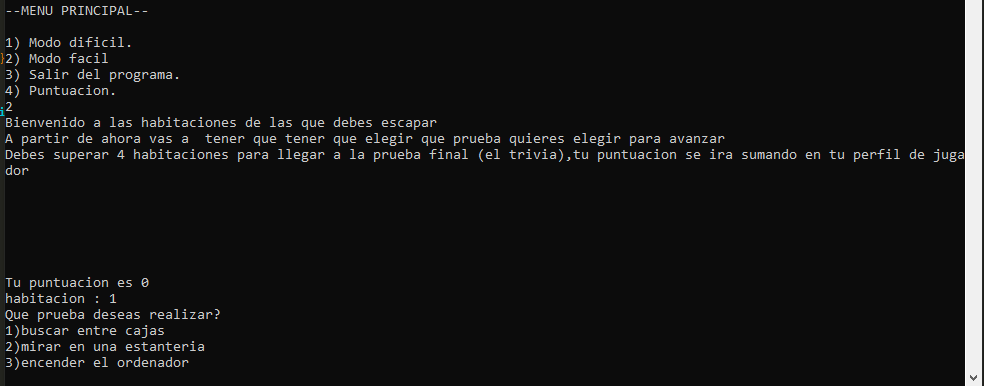 --MENU PRINCIPAL--
1) Modo dificil.
2) Modo facil
3) Salir del programa.
4) Puntuacion.
2
Bienvenido a las habitaciones de las que debes escapar
A partir de ahora vas a  tener que tener que elegir que prueba quieres elegir para avanzar
Debes superar 4 habitaciones para llegar a la prueba final (el trivia),tu puntuacion se ira sumando en tu perfil de juga
dor
Tu puntuacion es 0
habitacion : 1
Que prueba deseas realizar?
1)buscar entre cajas
2)mirar en una estanteria
3)encender el ordenador